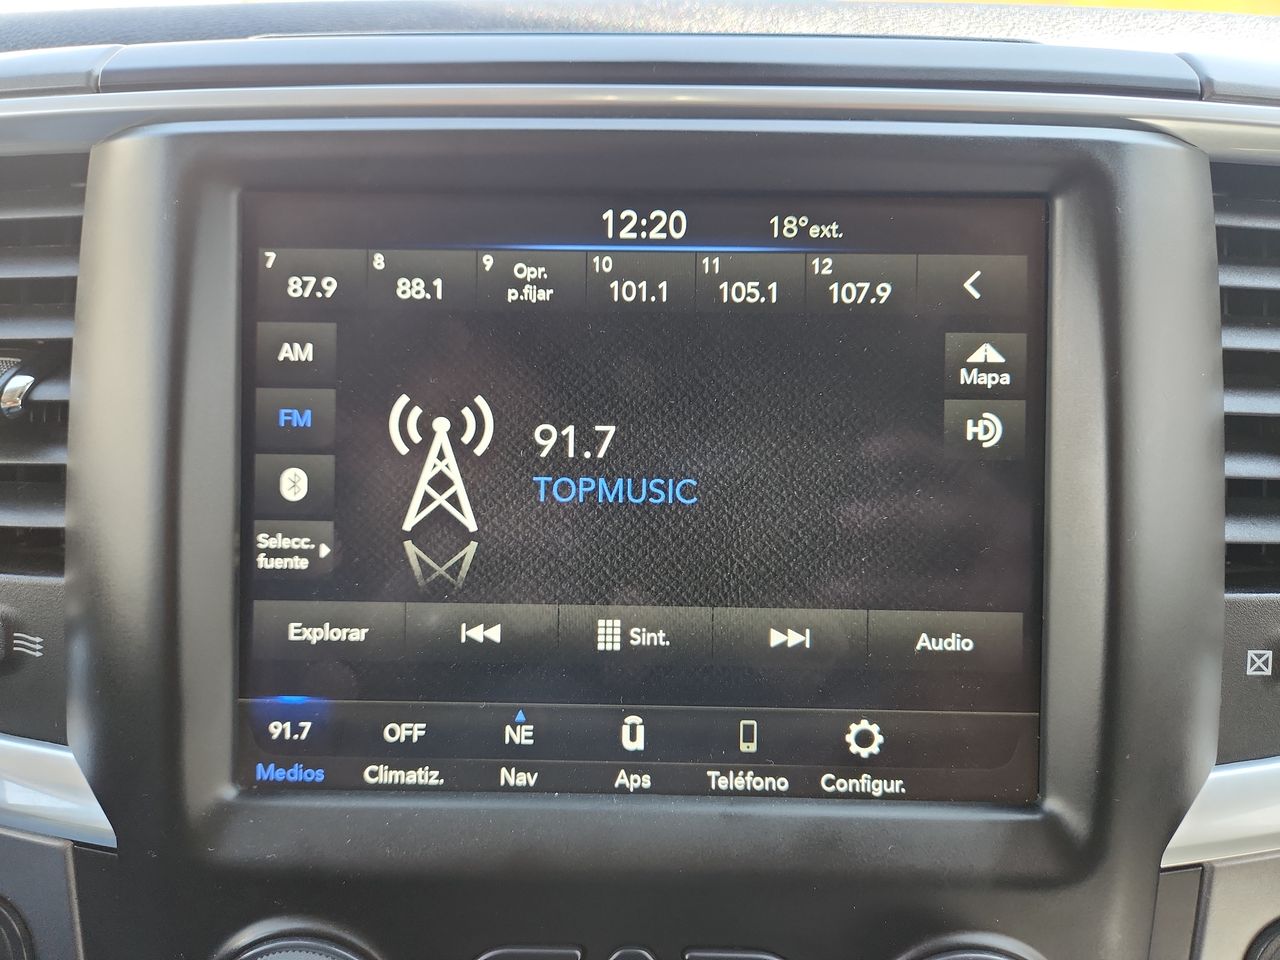 12:20 18°ext.
7 87.9 8 88.1 9 Opr. p.fijar 10 101.1 11 105.1 12 107.9
AM
Mapa
FM
HD
91.7
TOPMUSIC
Selecc.
fuente
Explorar Sint. Audio
91.7 OFF NE
Medios Climatiz. Nav Aps Teléfono Configur.